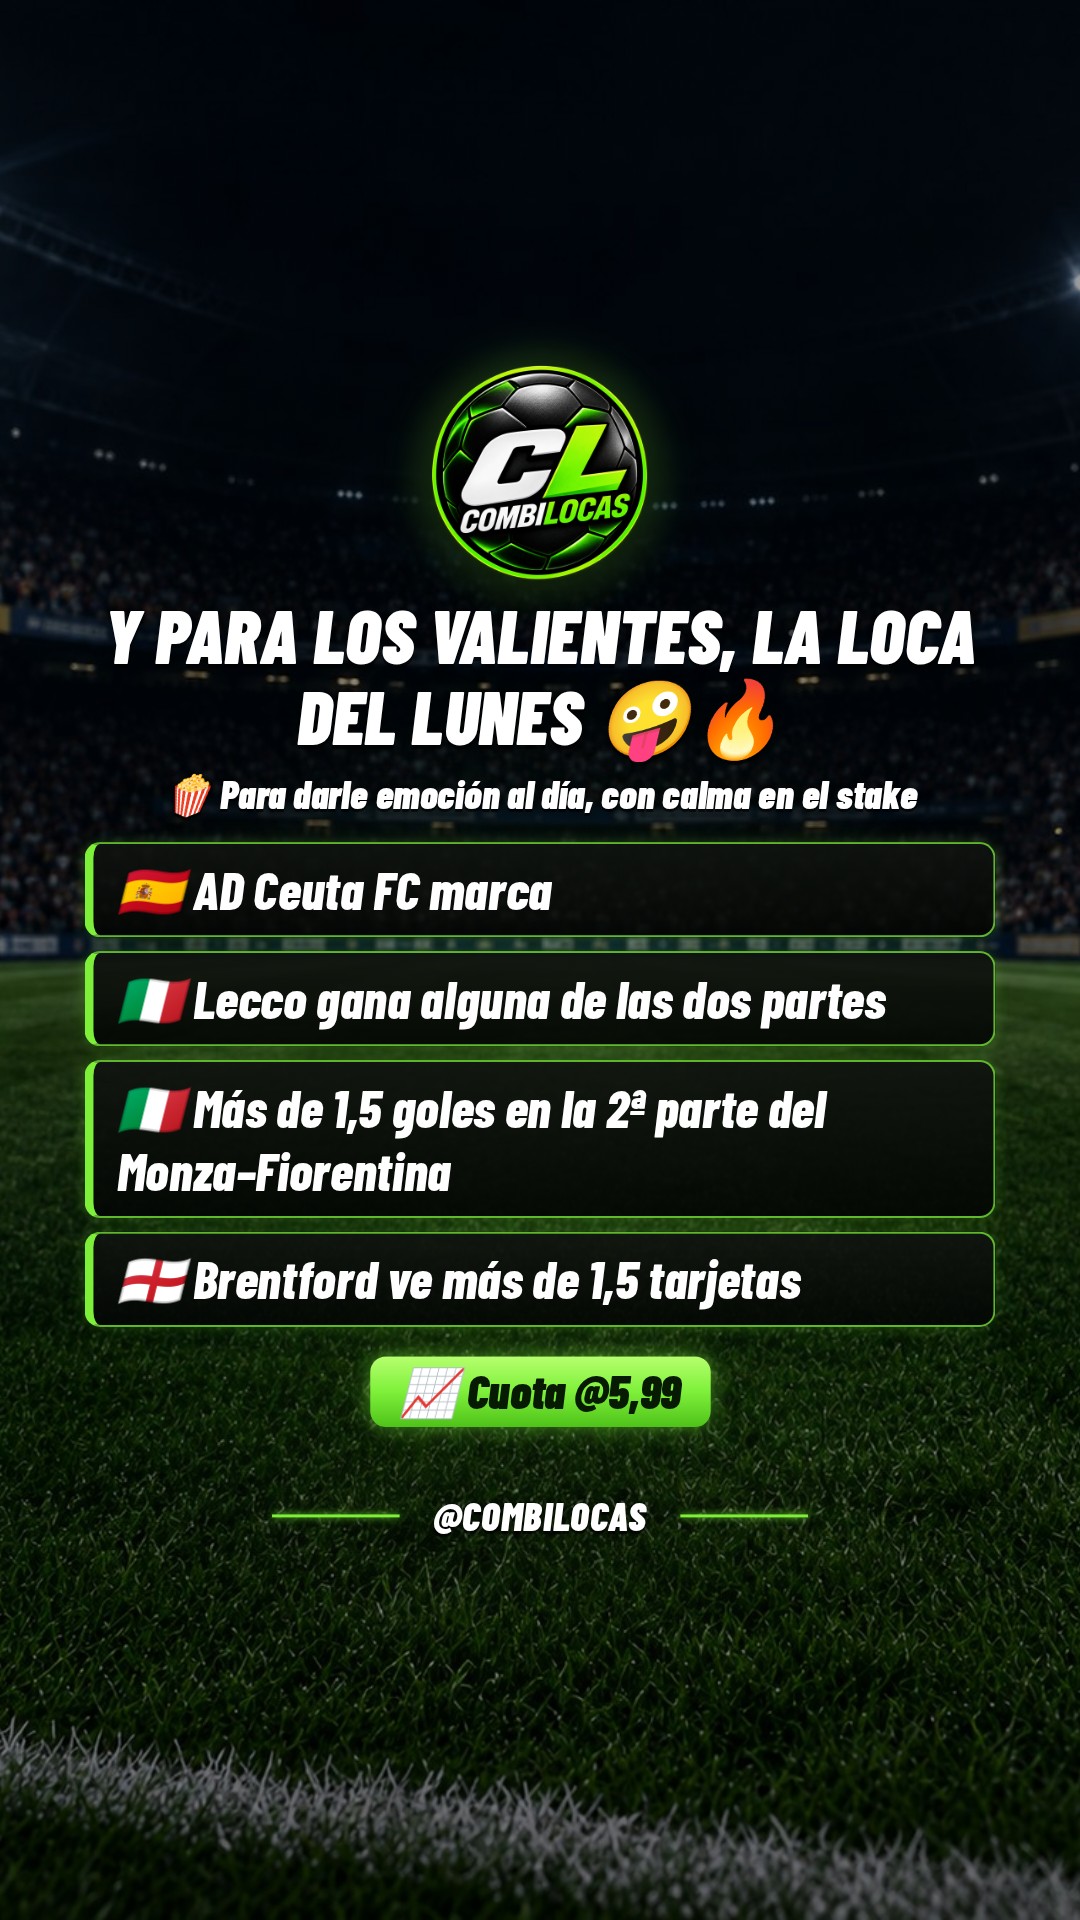 CL
COMBILOCAS
Y PARA LOS VALIENTES, LA LOCA
DEL LUNES 🤪🔥
🍿 Para darle emoción al día, con calma en el stake
🇪🇸 AD Ceuta FC marca
🇮🇹 Lecco gana alguna de las dos partes
🇮🇹 Más de 1,5 goles en la 2ª parte del
Monza–Fiorentina
🏴󠁧󠁢󠁥󠁮󠁧󠁿 Brentford ve más de 1,5 tarjetas
📈 Cuota @5,99
@COMBILOCAS